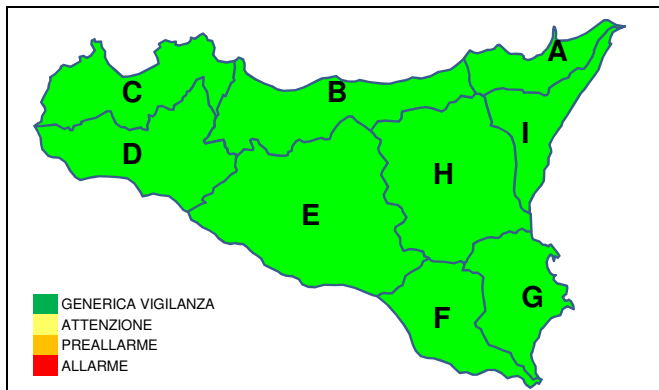 A
C
B
I
D
H
E
G
F
GENERICA VIGILANZA
ATTENZIONE
PREALLARME
ALLARME